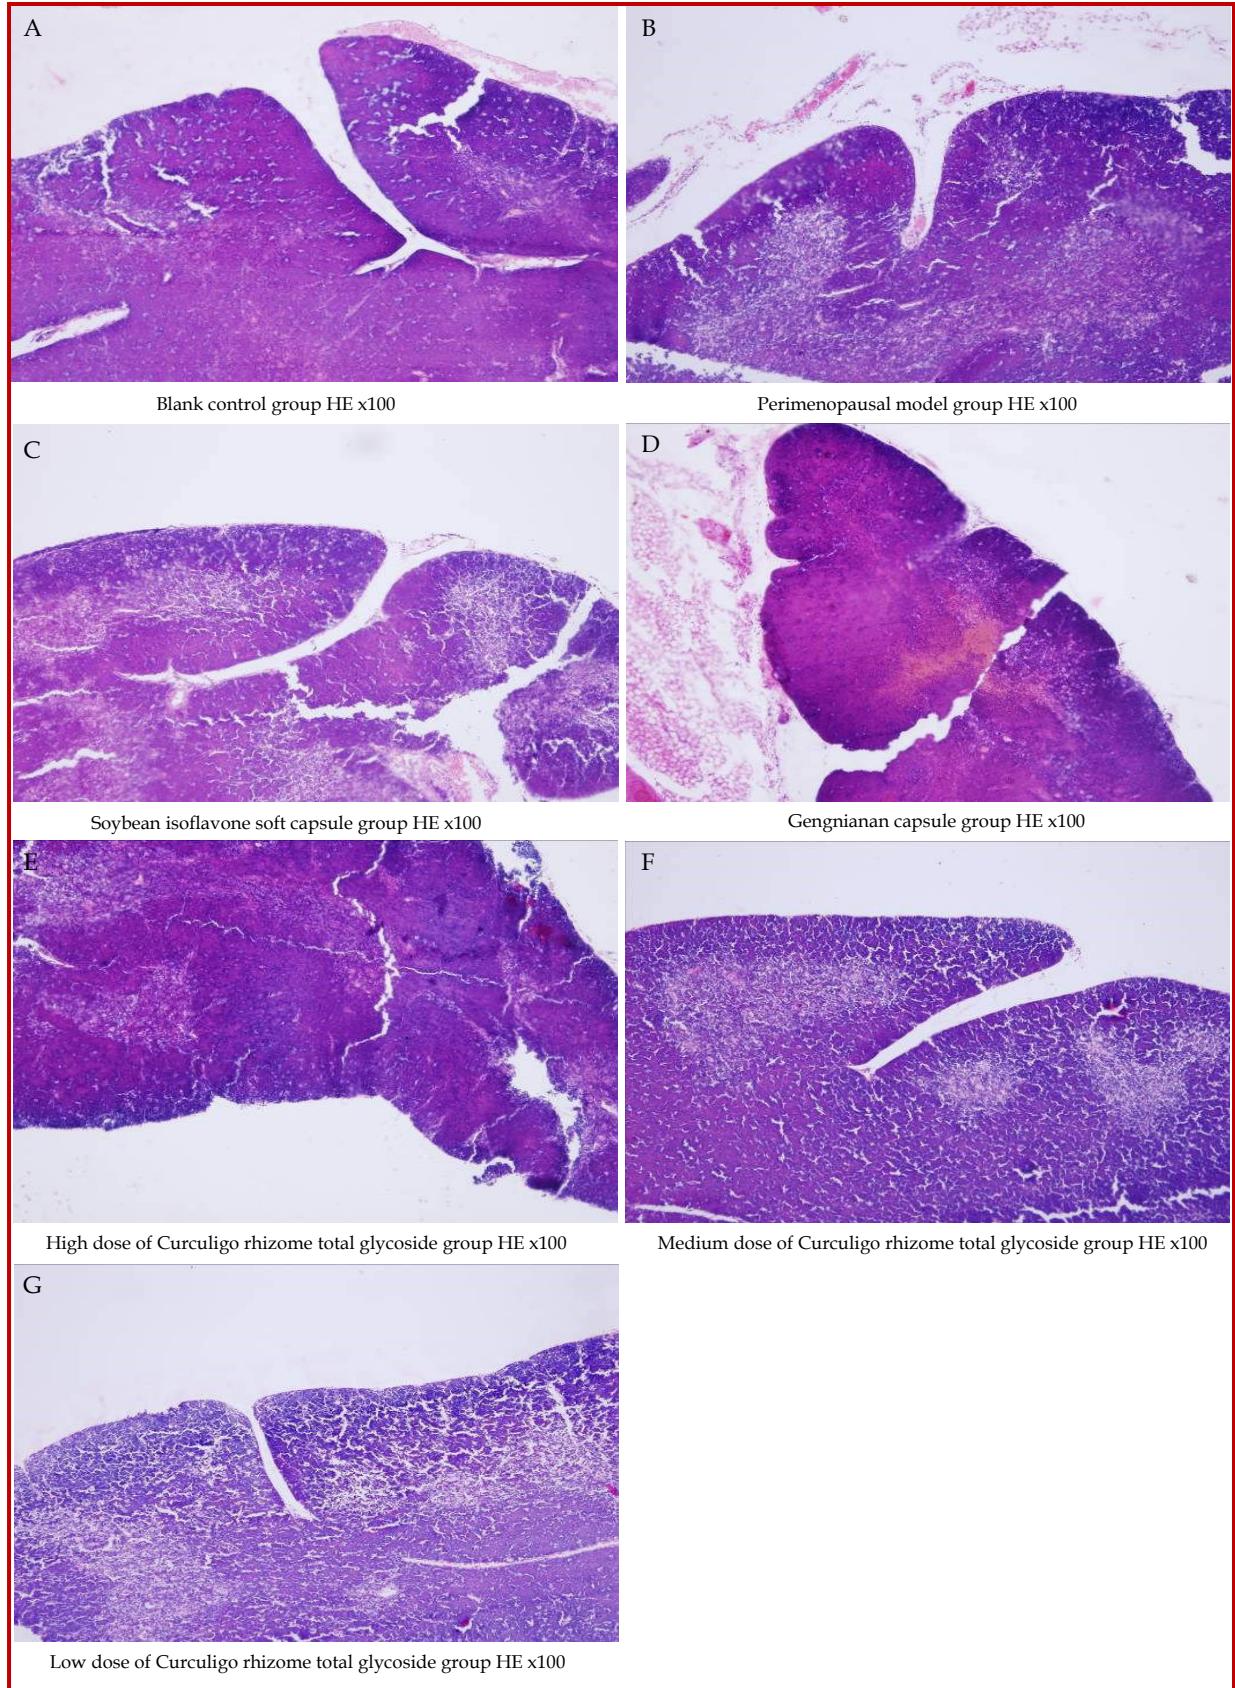 A
B
Blank control group HE x100
Perimenopausal model group HE x100
C
D
Soybean isoflavone soft capsule group HE x100
Gengnianan capsule group HE x100
E
F
High dose of Curculigo rhizome total glycoside group HE x100
Medium dose of Curculigo rhizome total glycoside group HE x100
G
Low dose of Curculigo rhizome total glycoside group HE x100